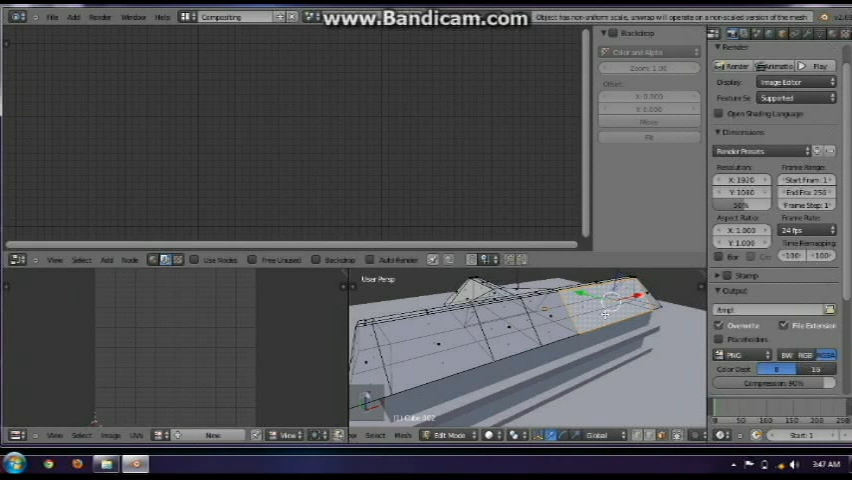 www.Bandicam.com
File Add Render Window Help Compositing Object has non-uniform scale, unwrap will operate on a non-scaled version of the mesh
Backdrop
Color and Alpha
Zoom: 1.00
Offset:
X: 0.000
Y: 0.000
Move
Fit
Render
Render Animation Play
Display: Image Editor
Feature Se Supported
Open Shading Language
Dimensions
Render Presets
Resolution: Frame Range:
X: 1920 Start Fram: 1
Y: 1080 End Fra: 250
50% Frame Step: 1
Aspect Ratio: Frame Rate:
X: 1.000 24 fps
Y: 1.000 Time Remapping:
Bor 100 100
Stamp
Output
/tmp\
Overwrite File Extension
Placeholders
PNG BW RGB RGBA
Color Dept 8 16
Compression: 90%
View Select Add Node Use Nodes Free Unused Backdrop Auto Render
User Persp
(1) Cube.102
View Select Image UVs New View
Select Mesh Edit Mode Global
0 50 100 150 200 250
Start: 1
3:47 AM